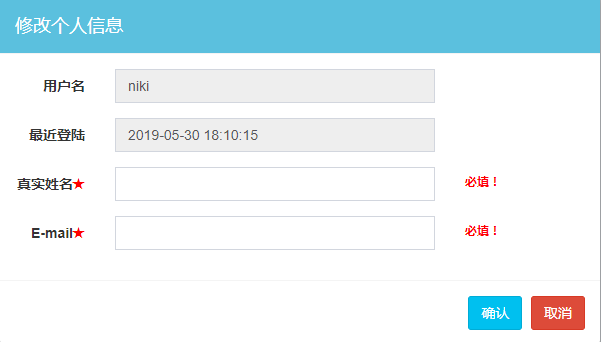 修改个人信息
用户名 niki
最近登陆 2019-05-30 18:10:15
真实姓名★ 必填！
E-mail★ 必填！
确认 取消